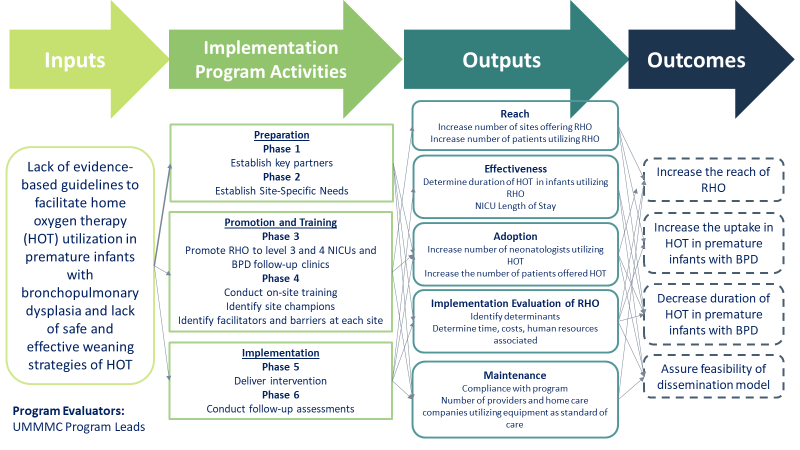 Inputs
Implementation
Program Activities
Outputs
Outcomes
Lack of evidence-
based guidelines to
facilitate home
oxygen therapy
(HOT) utilization in
premature infants
with
bronchopulmonary
dysplasia and lack
of safe and
effective weaning
strategies of HOT
Program Evaluators:
UMMMC Program Leads
Preparation
Phase 1
Establish key partners
Phase 2
Establish Site-Specific Needs
Promotion and Training
Phase 3
Promote RHO to level 3 and 4 NICUs and
BPD follow-up clinics
Phase 4
Conduct on-site training
Identify site champions
Identify facilitators and barriers at each site
Implementation
Phase 5
Deliver intervention
Phase 6
Conduct follow-up assessments
Reach
Increase number of sites offering RHO
Increase number of patients utilizing RHO
Effectiveness
Determine duration of HOT in infants utilizing
RHO
NICU Length of Stay
Adoption
Increase number of neonatologists utilizing
HOT
Increase the number of patients offered HOT
Implementation Evaluation of RHO
Identify determinants
Determine time, costs, human resources
associated
Maintenance
Compliance with program
Number of providers and home care
companies utilizing equipment as standard of
care
Increase the reach of
RHO
Increase the uptake in
HOT in premature
infants with BPD
Decrease duration of
HOT in premature
infants with BPD
Assure feasibility of
dissemination model